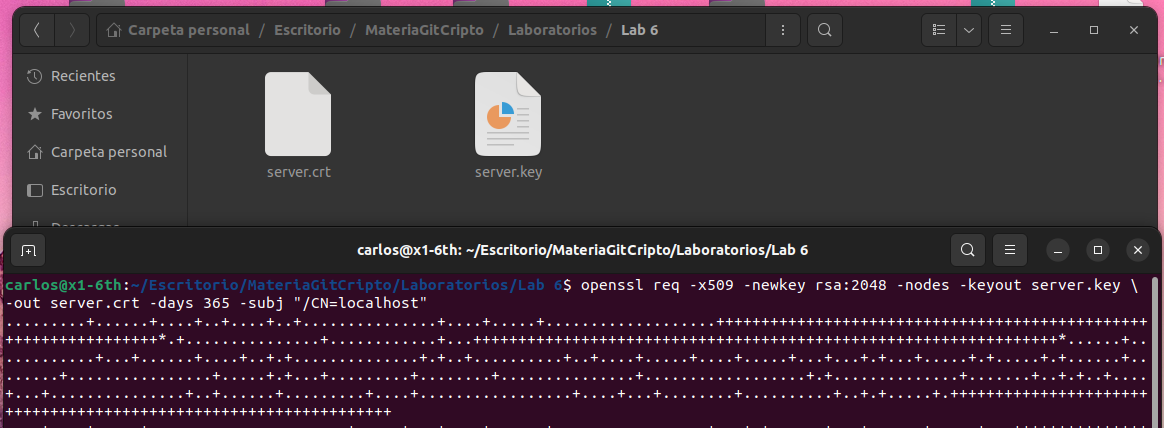 Carpeta personal / Escritorio / MateriaGitCripto / Laboratorios / Lab 6
Recientes
Favoritos
Carpeta personal
Escritorio
server.crt
server.key
carlos@x1-6th: ~/Escritorio/MateriaGitCripto/Laboratorios/Lab 6
carlos@x1-6th:~/Escritorio/MateriaGitCripto/Laboratorios/Lab 6$ openssl req -x509 -newkey rsa:2048 -nodes -keyout server.key \
-out server.crt -days 365 -subj "/CN=localhost"